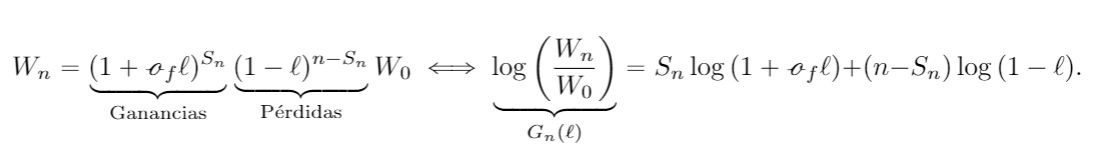 W_n = (1 + ℴ_f ℓ)^{S_n} (1 − ℓ)^{n−S_n} W_0 ⟺ log (W_n / W_0) = S_n log (1 + ℴ_f ℓ) + (n−S_n) log (1 − ℓ).
Ganancias Pérdidas G_n(ℓ)